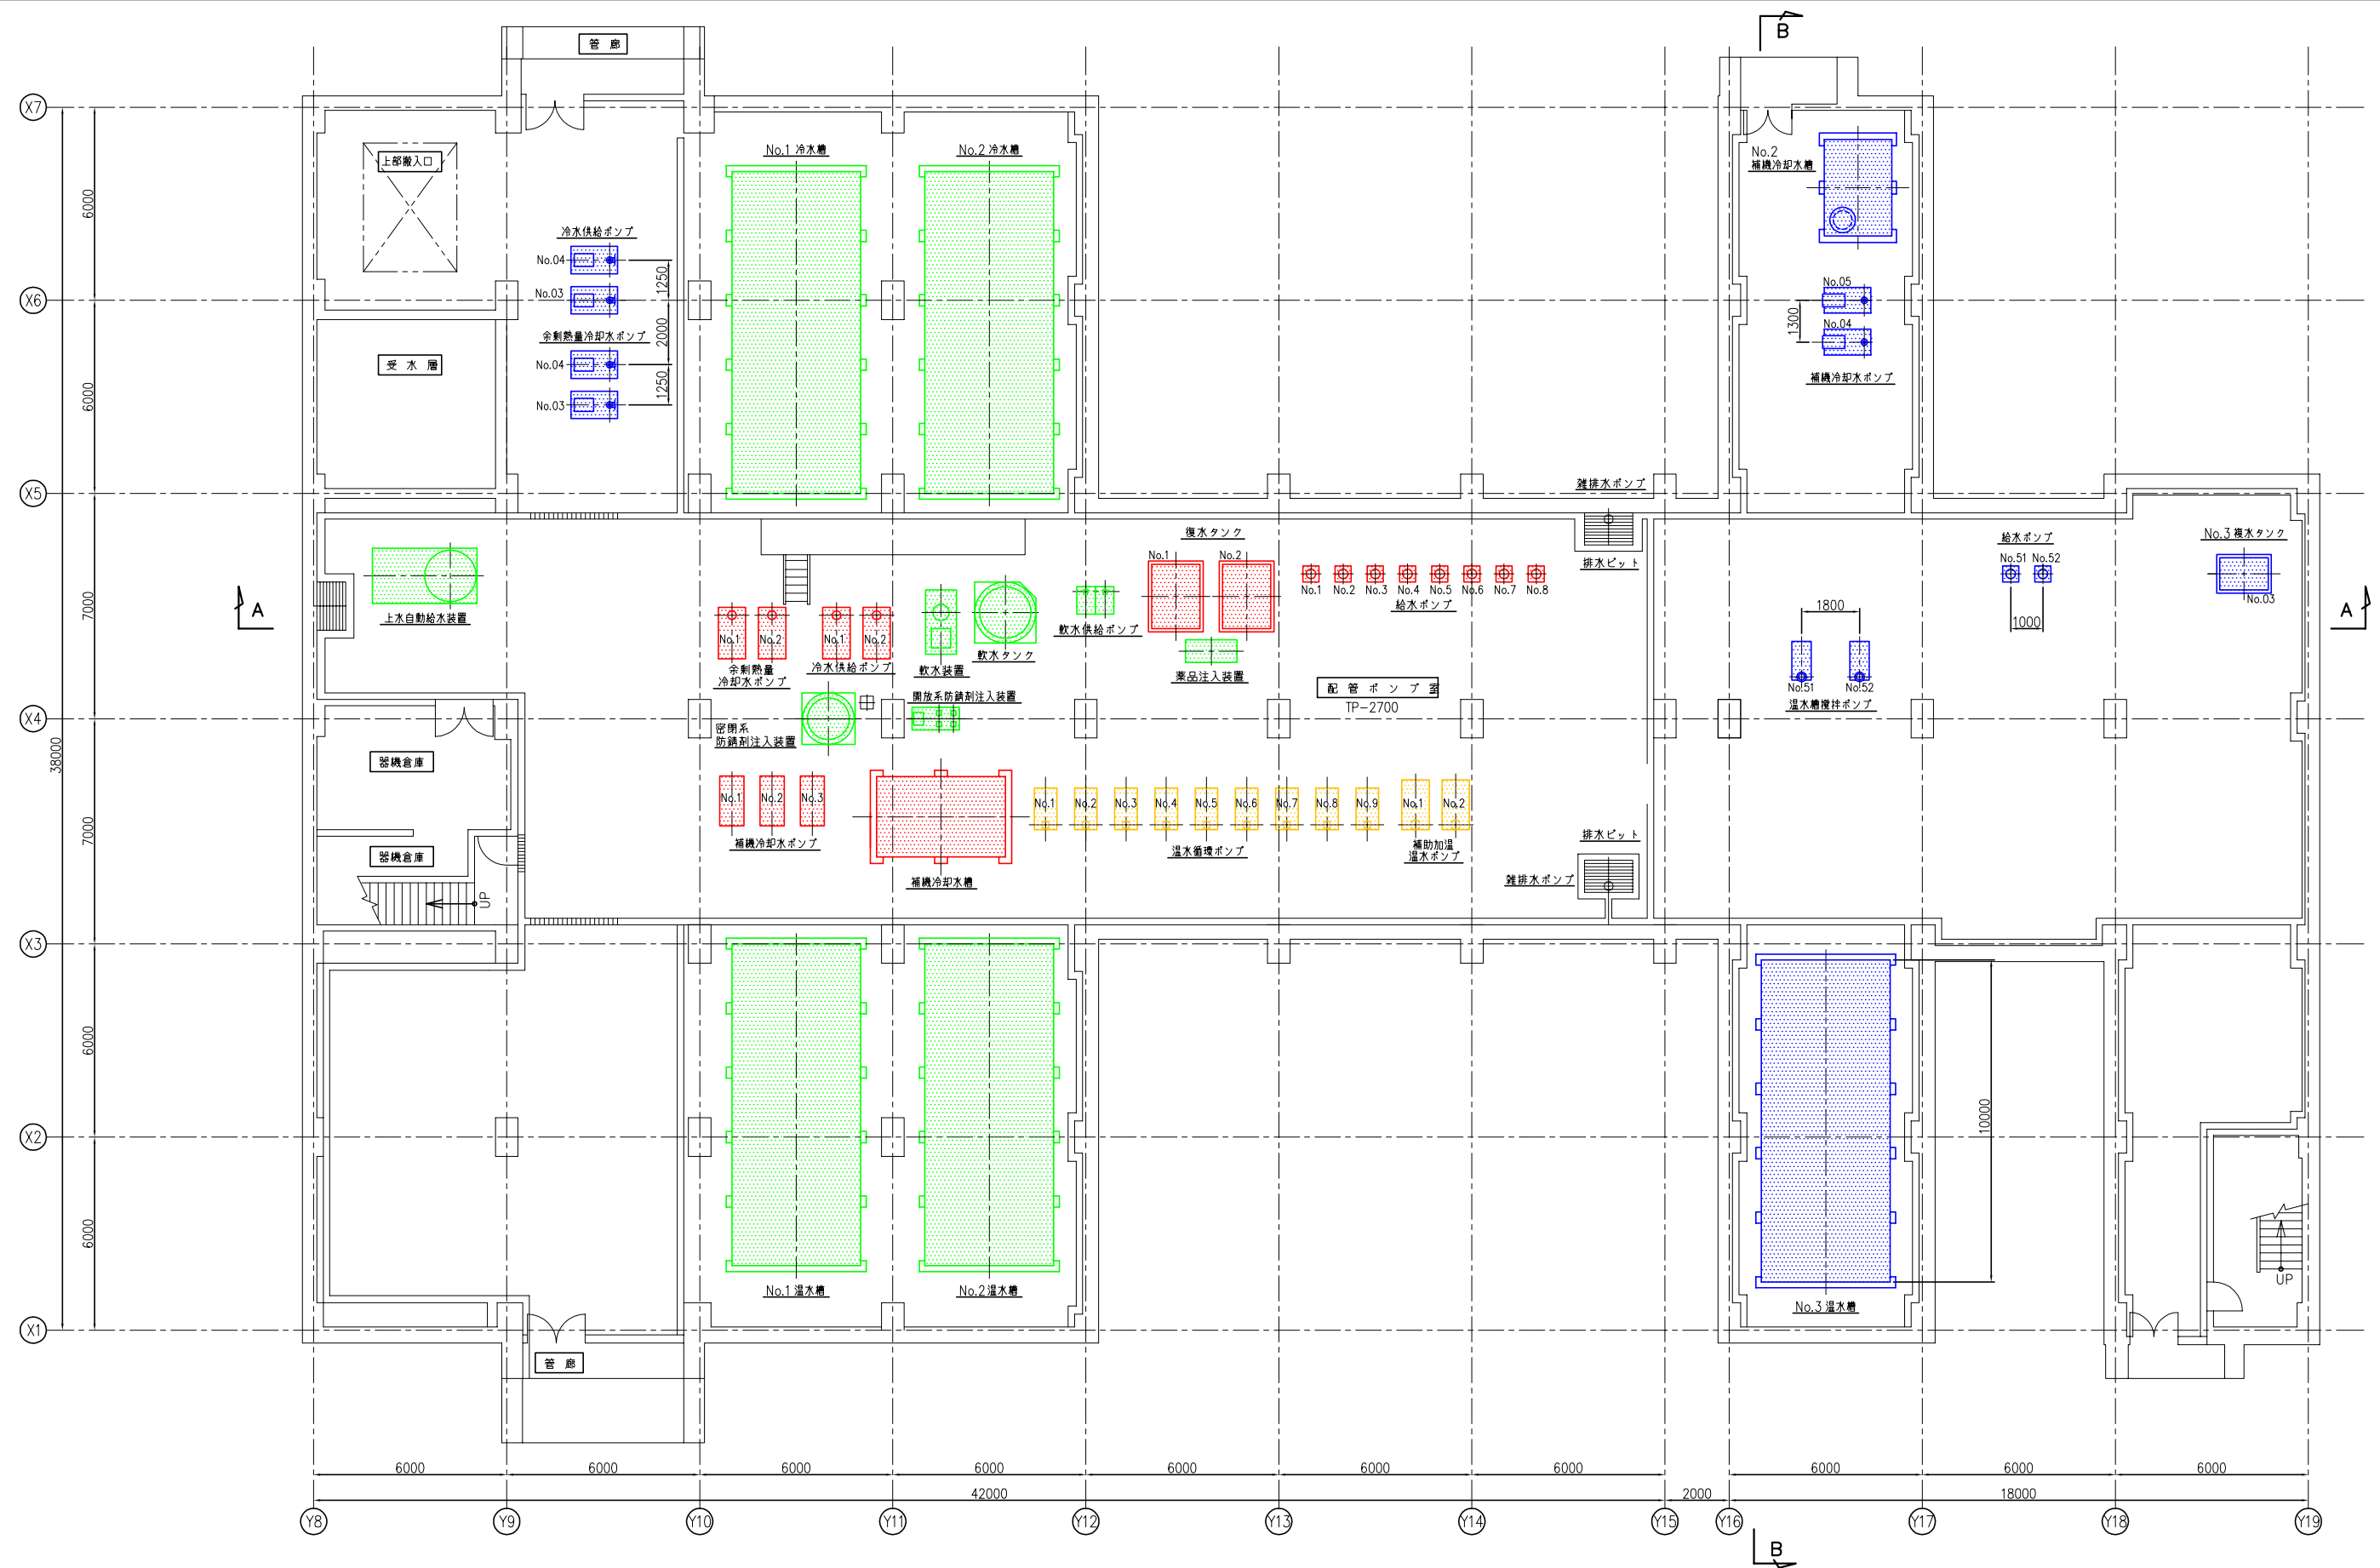 管 廊
B
X7
上部搬入口
No.1 冷水槽
No.2 冷水槽
No.2
補機冷却水槽
6000
冷水供給ポンプ
No.04
No.03
1250
X6
No.05
2000
1300
No.04
余剰熱量冷却水ポンプ
受 水 層
No.04
補機冷却水ポンプ
6000
1250
No.03
X5
雑排水ポンプ
復水タンク
給水ポンプ
No.3 複水タンク
No.1
No.2
No.51
No.52
排水ピット
No.1
No.2
No.3
No.4
No.5
No.6
No.7
No.8
給水ポンプ
No.03
7000
A
上水自動給水装置
1800
1000
A
軟水供給ポンプ
No.1
No.2
No.1
No.2
軟水タンク
余剰熱量
冷却水ポンプ
冷水供給ポンプ
軟水装置
薬品注入装置
配 管 ポ ン プ 室
TP-2700
No.51
No.52
温水槽撹拌ポンプ
開放系防錆剤注入装置
X4
密閉系
防錆剤注入装置
38000
器機倉庫
No.1
No.2
No.3
No.1
No.2
No.3
No.4
No.5
No.6
No.7
No.8
No.9
No.1
No.2
7000
補機冷却水ポンプ
温水循環ポンプ
補助加温
温水ポンプ
排水ピット
器機倉庫
補機冷却水槽
雑排水ポンプ
UP
X3
6000
10000
X2
6000
UP
No.1 温水槽
No.2 温水槽
No.3 温水槽
X1
管 廊
6000
6000
6000
6000
6000
6000
6000
6000
6000
6000
42000
2000
18000
Y8
Y9
Y10
Y11
Y12
Y13
Y14
Y15
Y16
Y17
Y18
Y19
B